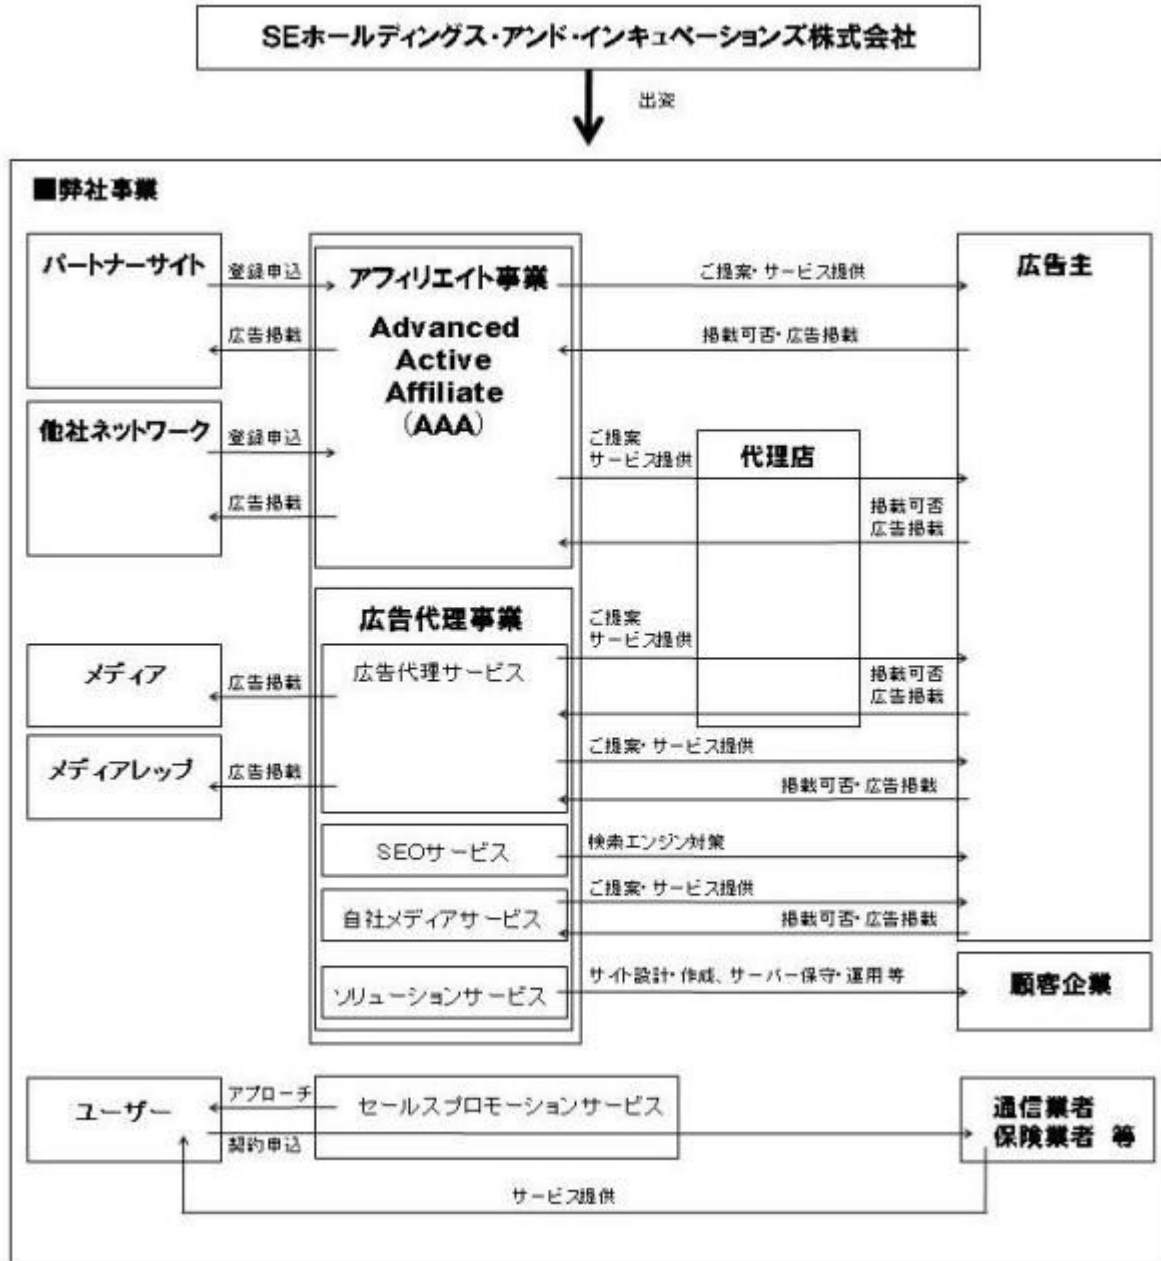 SEホールディングス・アンド・インキュベーションズ株式会社
出資
■弊社事業
パートナーサイト
登録申込
広告掲載
アフィリエイト事業
Advanced
Active
Affiliate
(AAA)
ご提案・サービス提供
掲載可否・広告掲載
広告主
他社ネットワーク
登録申込
広告掲載
ご提案
サービス提供
代理店
掲載可否
広告掲載
広告代理事業
広告代理サービス
ご提案
サービス提供
掲載可否
広告掲載
メディア
広告掲載
メディアレップ
広告掲載
ご提案・サービス提供
掲載可否・広告掲載
SEOサービス
検索エンジン対策
自社メディアサービス
ご提案・サービス提供
掲載可否・広告掲載
ソリューションサービス
サイト設計・作成、サーバー保守・運用 等
顧客企業
ユーザー
アプローチ
契約申込
セールスプロモーションサービス
通信業者
保険業者 等
サービス提供